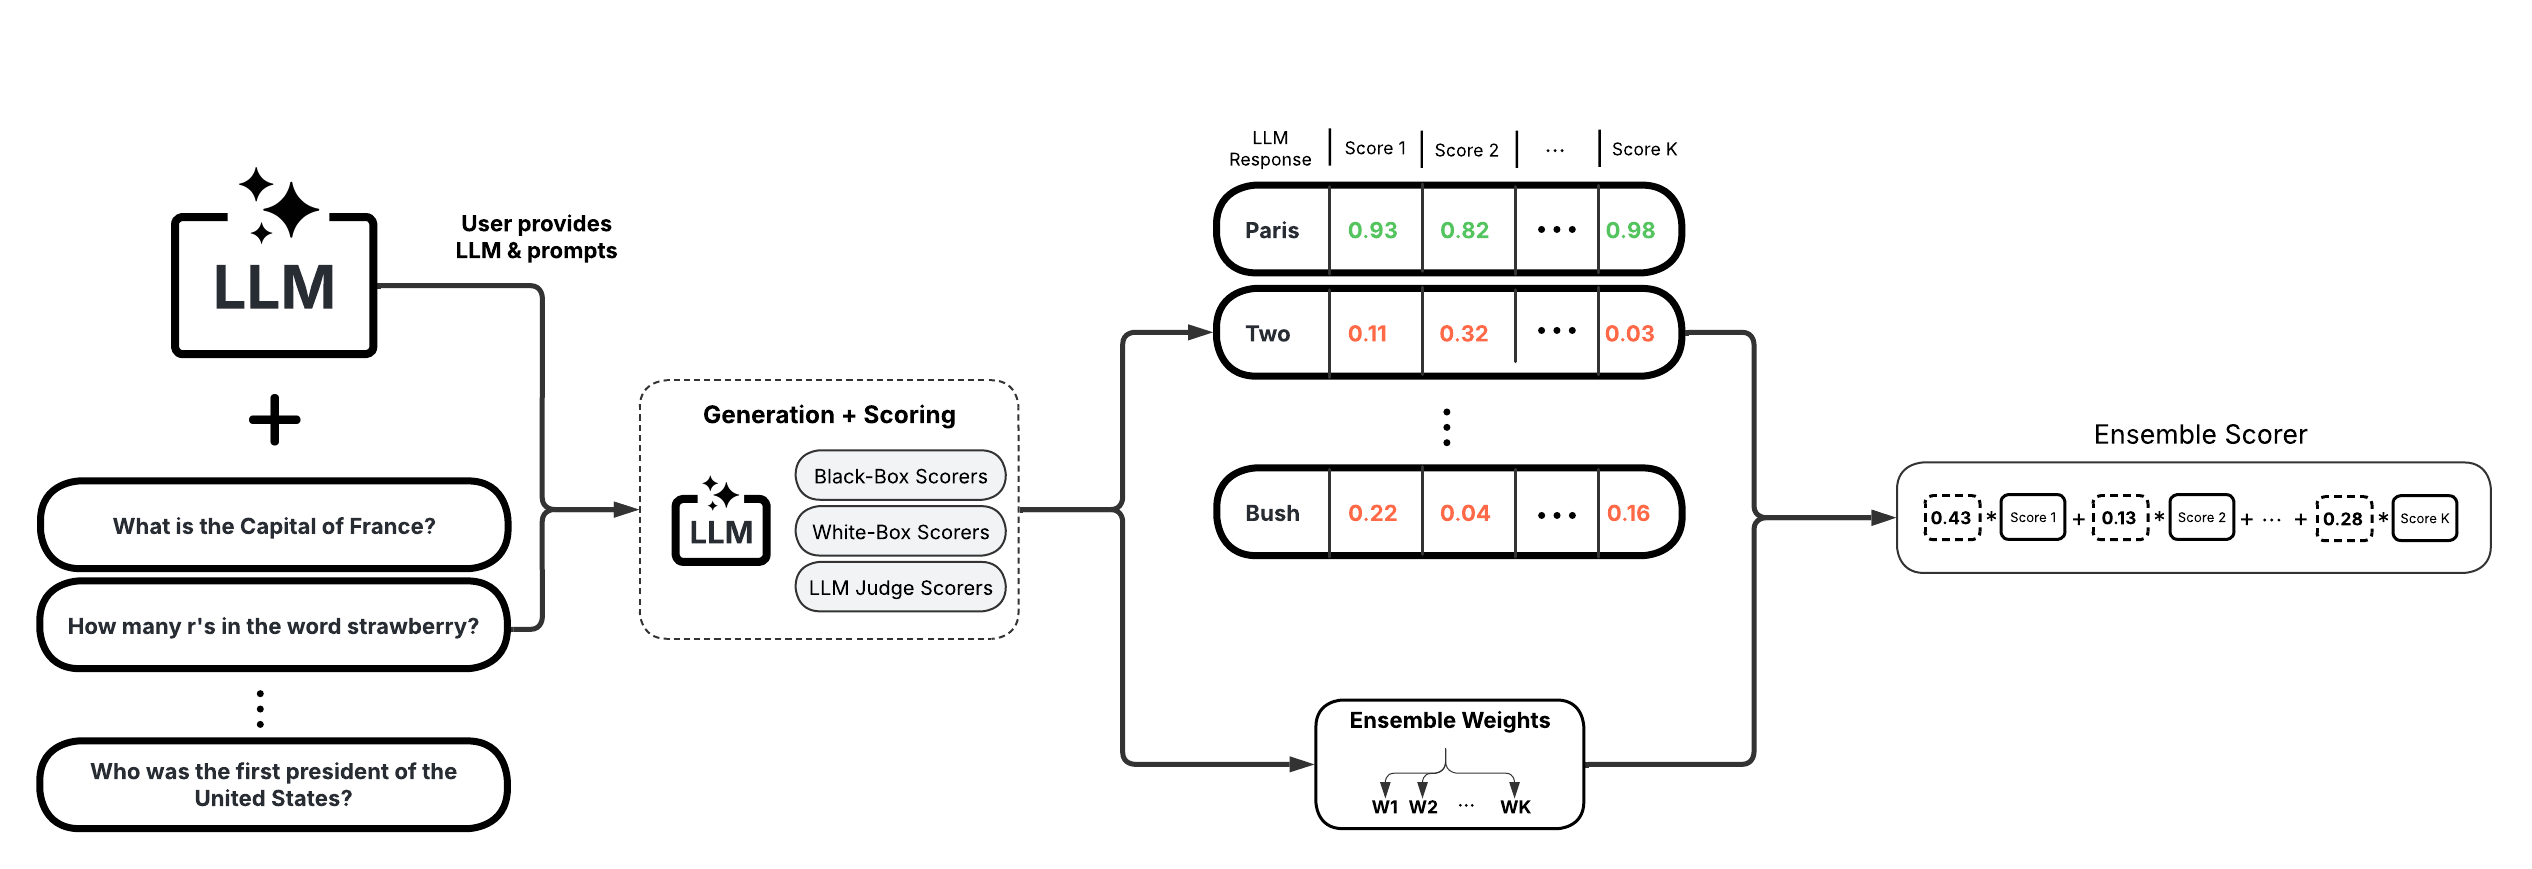 LLM
User provides
LLM & prompts
+
What is the Capital of France?
How many r's in the word strawberry?
Who was the first president of the
United States?
Generation + Scoring
LLM
Black-Box Scorers
White-Box Scorers
LLM Judge Scorers
LLM
Response
Score 1
Score 2
...
Score K
Paris 0.93 0.82 ... 0.98
Two 0.11 0.32 ... 0.03
Bush 0.22 0.04 ... 0.16
Ensemble Weights
W1 W2 ... WK
Ensemble Scorer
0.43 * Score 1 + 0.13 * Score 2 + ... + 0.28 * Score K